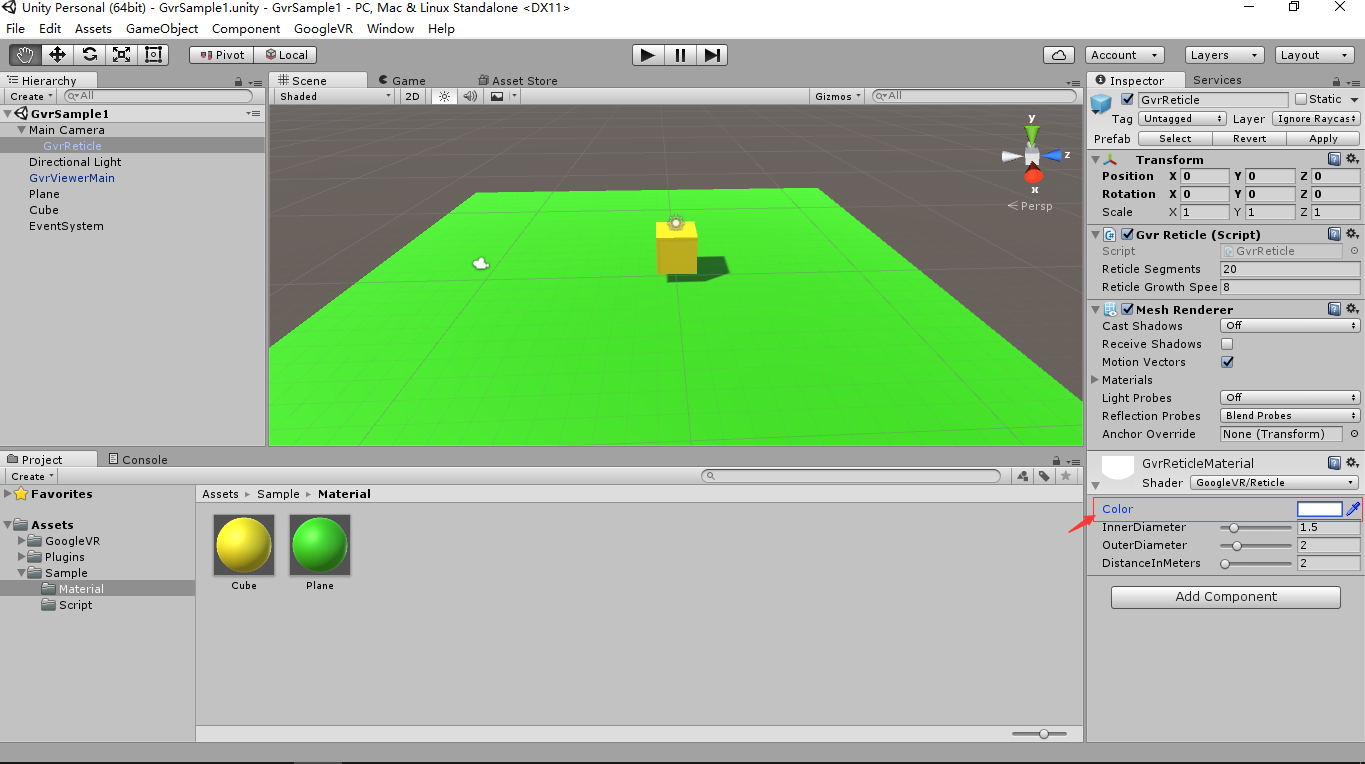 Unity Personal (64bit) - GvrSample1.unity - GvrSample1 - PC, Mac & Linux Standalone <DX11>
File Edit Assets GameObject Component GoogleVR Window Help
Pivot Local Account Layers Layout
Hierarchy
Create All
GvrSample1
Main Camera
GvrReticle
Directional Light
GvrViewerMain
Plane
Cube
EventSystem
Scene Game Asset Store
Shaded 2D Gizmos All
y
z
x
Persp
Inspector Services
GvrReticle Static
Tag Untagged Layer Ignore Raycas
Prefab Select Revert Apply
Transform
Position X 0 Y 0 Z 0
Rotation X 0 Y 0 Z 0
Scale X 1 Y 1 Z 1
Gvr Reticle (Script)
Script GvrReticle
Reticle Segments 20
Reticle Growth Spee 8
Mesh Renderer
Cast Shadows Off
Receive Shadows
Motion Vectors
Materials
Light Probes Off
Reflection Probes Blend Probes
Anchor Override None (Transform)
GvrReticleMaterial
Shader GoogleVR/Reticle
Color
InnerDiameter 1.5
OuterDiameter 2
DistanceInMeters 2
Add Component
Project Console
Create
Favorites
Assets
GoogleVR
Plugins
Sample
Material
Script
Assets Sample Material
Cube Plane